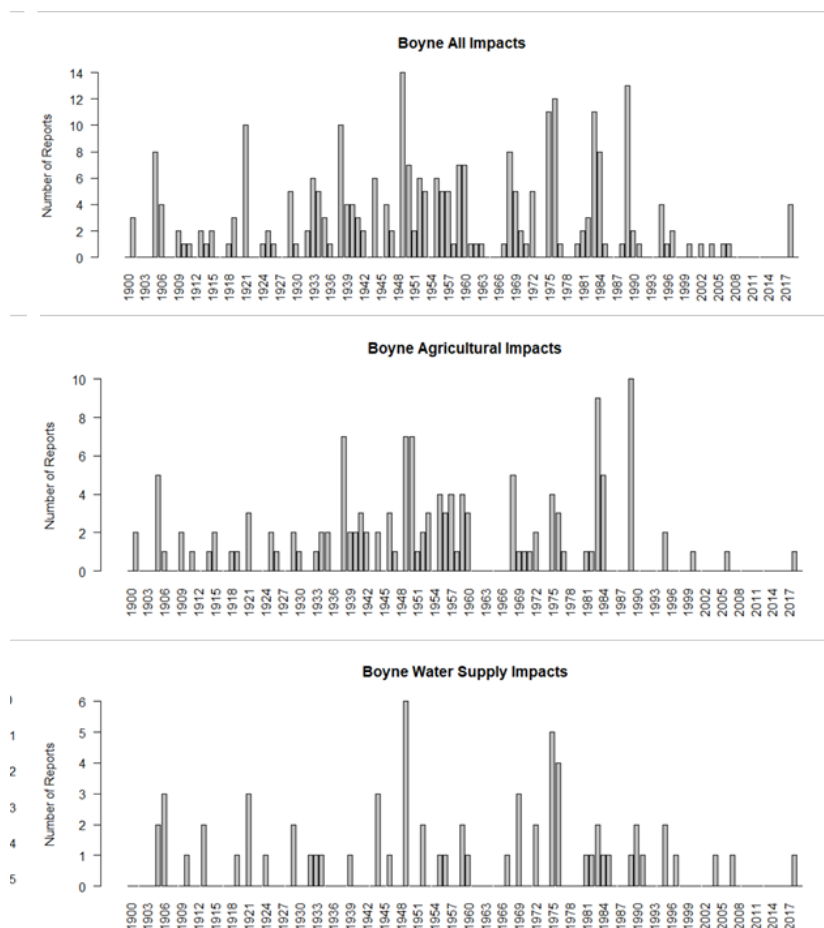 Boyne All Impacts
Number of Reports
14
12
10
8
6
4
2
0
1900 1903 1906 1909 1912 1915 1918 1921 1924 1927 1930 1933 1936 1939 1942 1945 1948 1951 1954 1957 1960 1963 1966 1969 1972 1975 1978 1981 1984 1987 1990 1993 1996 1999 2002 2005 2008 2011 2014 2017
Boyne Agricultural Impacts
Number of Reports
10
8
6
4
2
0
1900 1903 1906 1909 1912 1915 1918 1921 1924 1927 1930 1933 1936 1939 1942 1945 1948 1951 1954 1957 1960 1963 1966 1969 1972 1975 1978 1981 1984 1987 1990 1993 1996 1999 2002 2005 2008 2011 2014 2017
Boyne Water Supply Impacts
Number of Reports
6
5
4
3
2
1
0
1900 1903 1906 1909 1912 1915 1918 1921 1924 1927 1930 1933 1936 1939 1942 1945 1948 1951 1954 1957 1960 1963 1966 1969 1972 1975 1978 1981 1984 1987 1990 1993 1996 1999 2002 2005 2008 2011 2014 2017
1
2
3
4
5